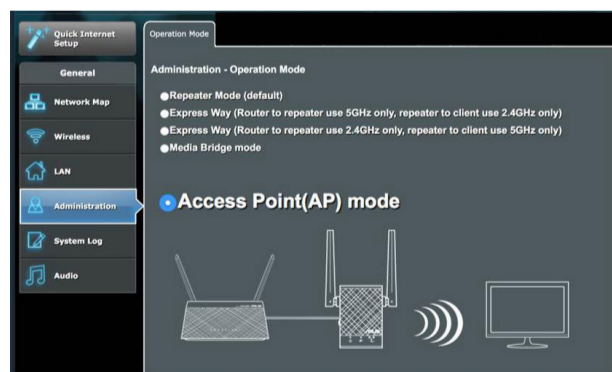 Quick Internet
Setup
Operation Mode
General
Administration - Operation Mode
Network Map
Repeater Mode (default)
Express Way (Router to repeater use 5GHz only, repeater to client use 2.4GHz only)
Express Way (Router to repeater use 2.4GHz only, repeater to client use 5GHz only)
Wireless
Media Bridge mode
LAN
Access Point(AP) mode
Administration
System Log
Audio